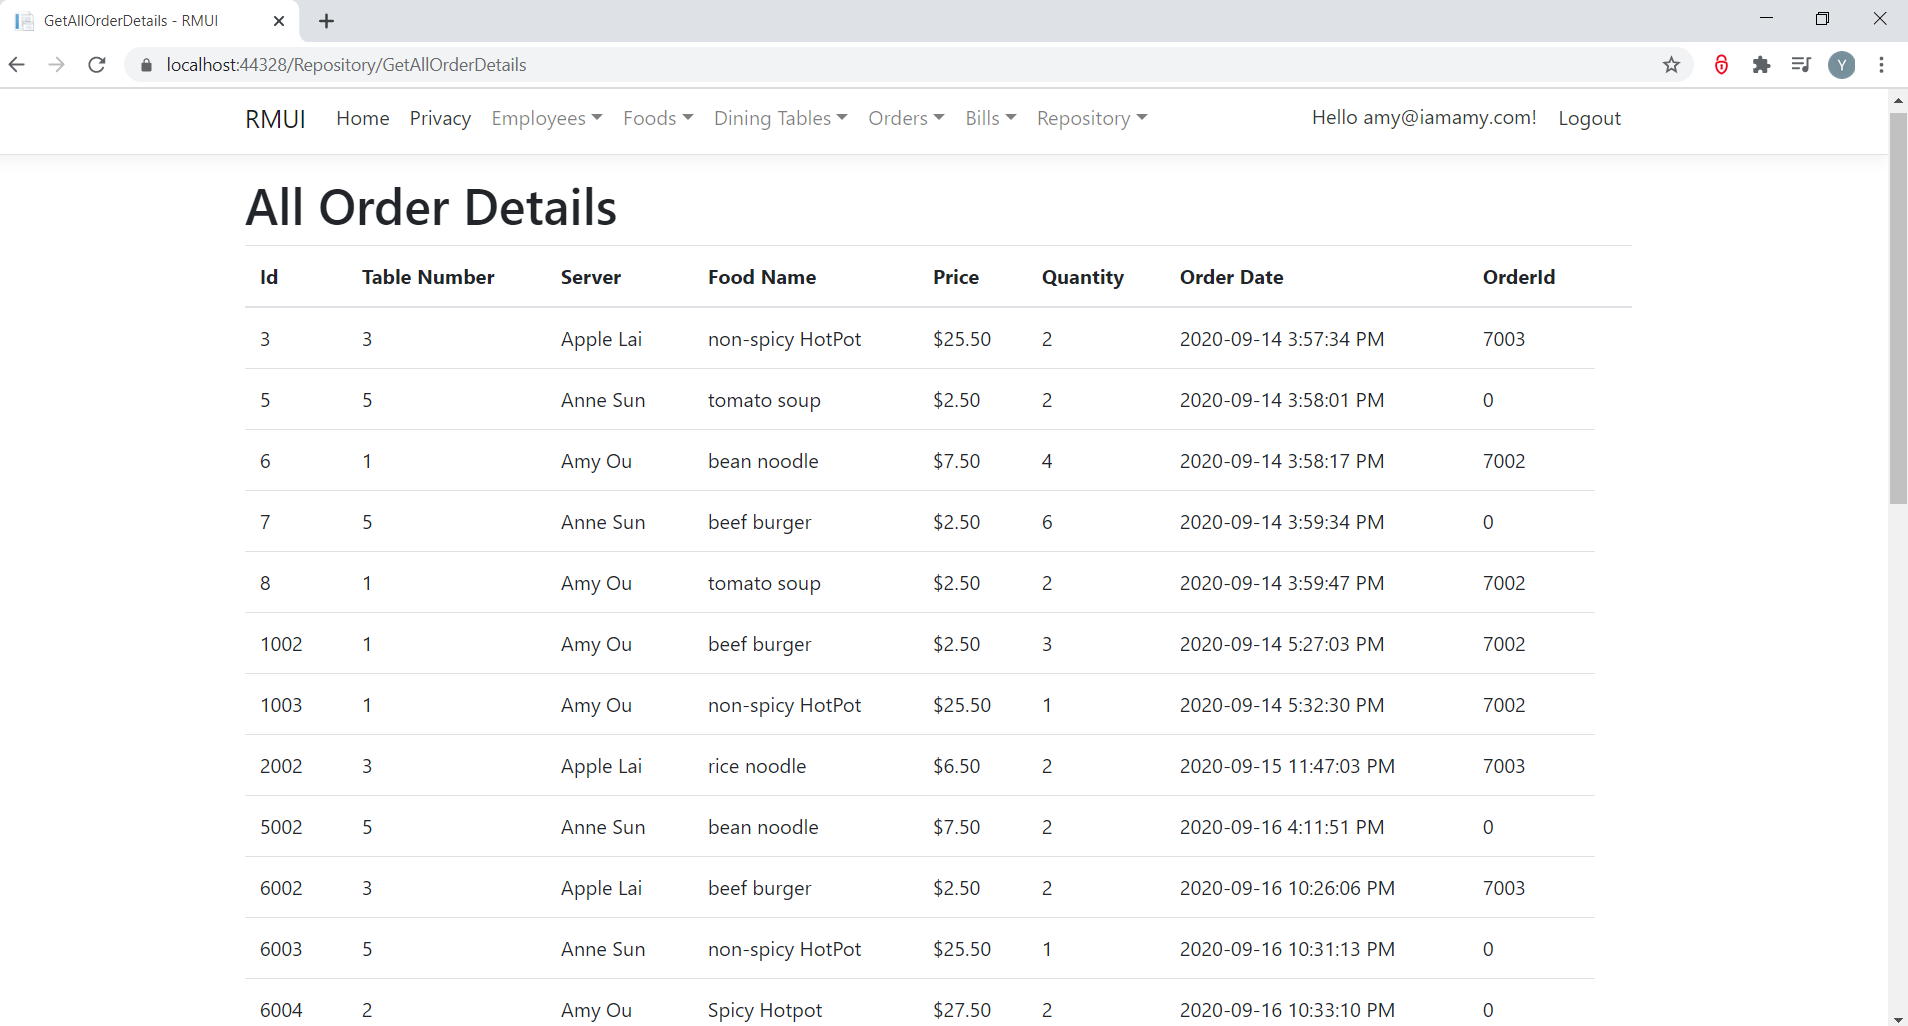 GetAllOrderDetails - RMUI
localhost:44328/Repository/GetAllOrderDetails
Y
RMUI Home Privacy Employees Foods Dining Tables Orders Bills Repository Hello amy@iamamy.com! Logout
All Order Details
Id Table Number Server Food Name Price Quantity Order Date OrderId
3 3 Apple Lai non-spicy HotPot $25.50 2 2020-09-14 3:57:34 PM 7003
5 5 Anne Sun tomato soup $2.50 2 2020-09-14 3:58:01 PM 0
6 1 Amy Ou bean noodle $7.50 4 2020-09-14 3:58:17 PM 7002
7 5 Anne Sun beef burger $2.50 6 2020-09-14 3:59:34 PM 0
8 1 Amy Ou tomato soup $2.50 2 2020-09-14 3:59:47 PM 7002
1002 1 Amy Ou beef burger $2.50 3 2020-09-14 5:27:03 PM 7002
1003 1 Amy Ou non-spicy HotPot $25.50 1 2020-09-14 5:32:30 PM 7002
2002 3 Apple Lai rice noodle $6.50 2 2020-09-15 11:47:03 PM 7003
5002 5 Anne Sun bean noodle $7.50 2 2020-09-16 4:11:51 PM 0
6002 3 Apple Lai beef burger $2.50 2 2020-09-16 10:26:06 PM 7003
6003 5 Anne Sun non-spicy HotPot $25.50 1 2020-09-16 10:31:13 PM 0
6004 2 Amy Ou Spicy Hotpot $27.50 2 2020-09-16 10:33:10 PM 0